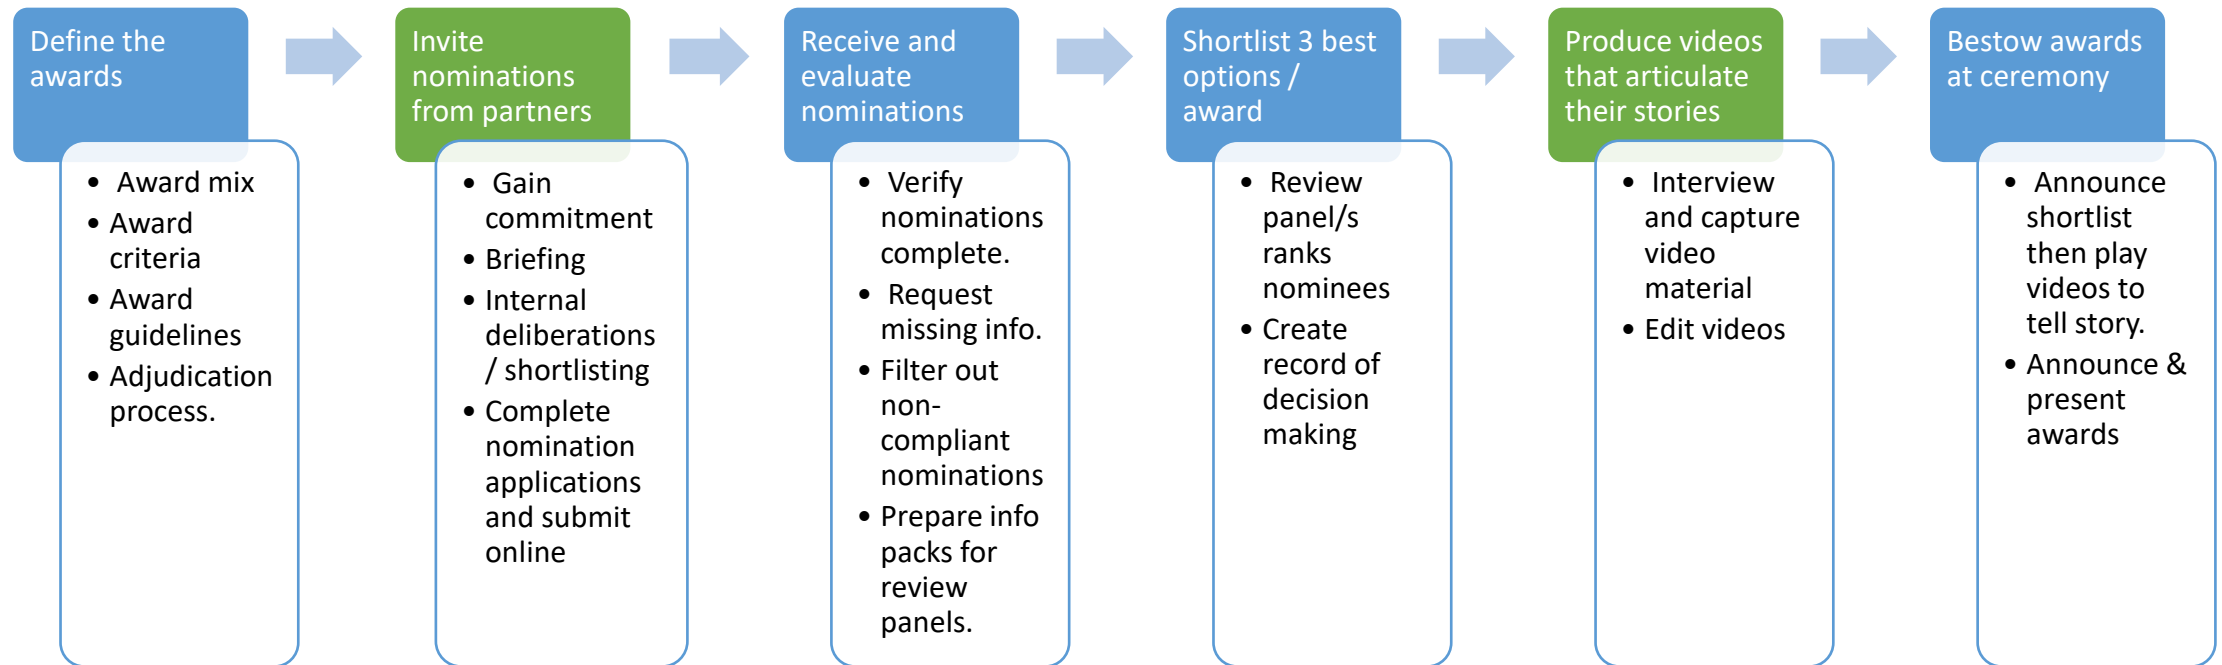 Define the
awards
• Award mix
• Award
criteria
• Award
guidelines
• Adjudication
process.
Invite
nominations
from partners
• Gain
commitment
• Briefing
• Internal
deliberations
/ shortlisting
• Complete
nomination
applications
and submit
online
Receive and
evaluate
nominations
• Verify
nominations
complete.
• Request
missing info.
• Filter out
non-
compliant
nominations
• Prepare info
packs for
review
panels.
Shortlist 3 best
options /
award
• Review
panel/s
ranks
nominees
• Create
record of
decision
making
Produce videos
that articulate
their stories
• Interview
and capture
video
material
• Edit videos
Bestow awards
at ceremony
• Announce
shortlist
then play
videos to
tell story.
• Announce &
present
awards